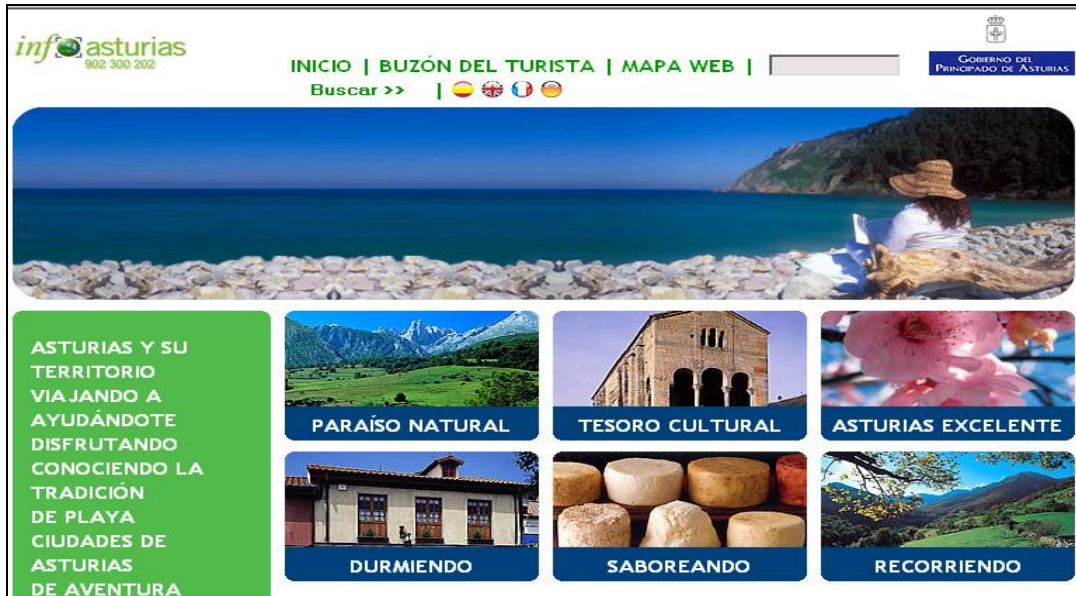 infoasturias
902 300 202
INICIO | BUZÓN DEL TURISTA | MAPA WEB |
Buscar >> |
GOBIERNO DEL
PRINCIPADO DE ASTURIAS
ASTURIAS Y SU
TERRITORIO
VIAJANDO A
AYUDÁNDOTE
DISFRUTANDO
CONOCIENDO LA
TRADICIÓN
DE PLAYA
CIUDADES DE
ASTURIAS
DE AVENTURA
PARAÍSO NATURAL
TESORO CULTURAL
ASTURIAS EXCELENTE
DURMIENDO
SABOREANDO
RECORRIENDO